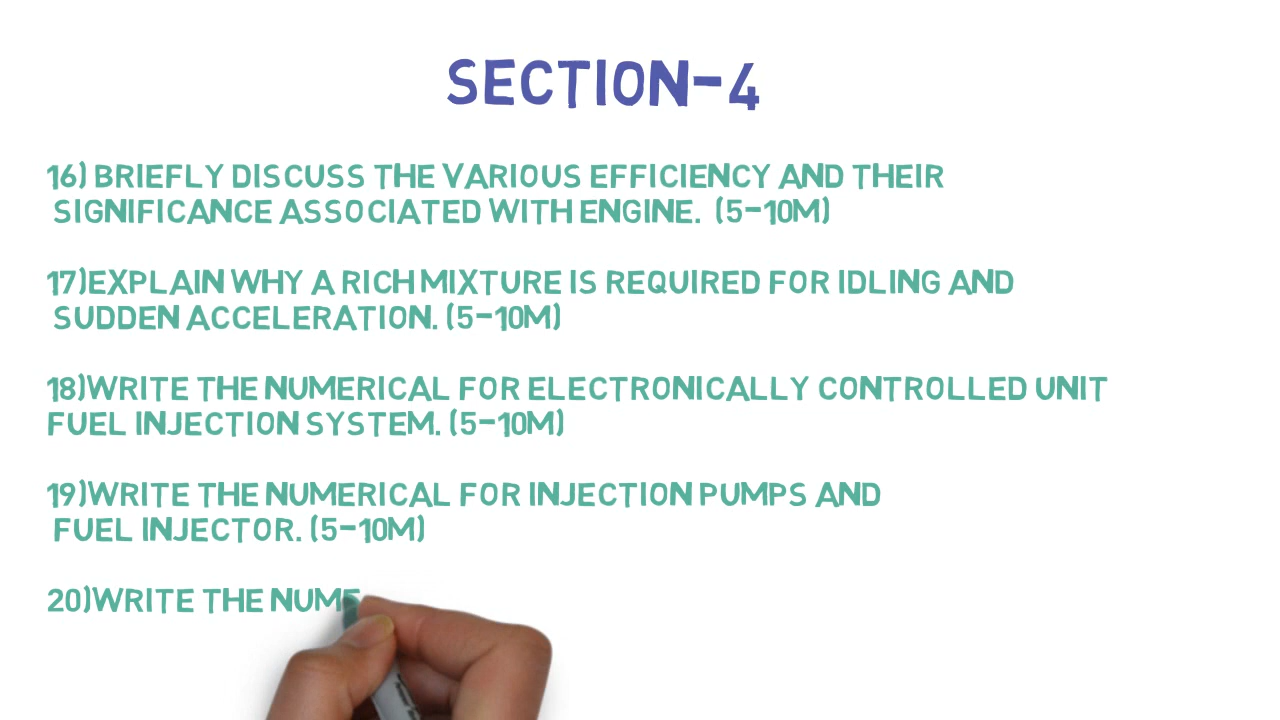 SECTION-4
16) BRIEFLY DISCUSS THE VARIOUS EFFICIENCY AND THEIR
SIGNIFICANCE ASSOCIATED WITH ENGINE. (5-10M)
17)EXPLAIN WHY A RICH MIXTURE IS REQUIRED FOR IDLING AND
SUDDEN ACCELERATION. (5-10M)
18)WRITE THE NUMERICAL FOR ELECTRONICALLY CONTROLLED UNIT
FUEL INJECTION SYSTEM. (5-10M)
19)WRITE THE NUMERICAL FOR INJECTION PUMPS AND
FUEL INJECTOR. (5-10M)
20)WRITE THE NUM